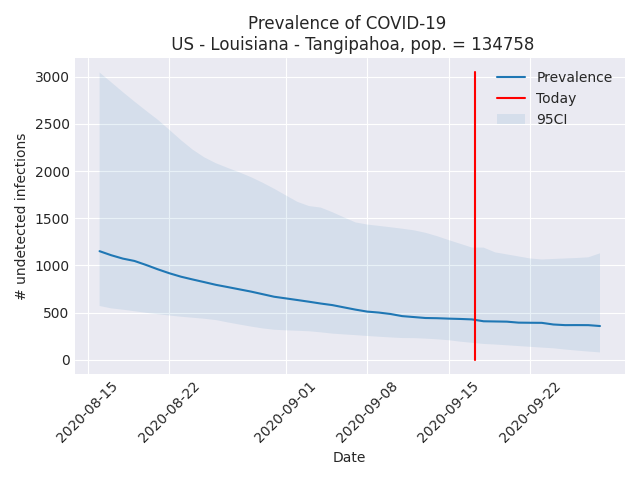 Prevalence of COVID-19
US - Louisiana - Tangipahoa, pop. = 134758
3000
2500
2000
1500
1000
500
0
# undetected infections
Prevalence
Today
95CI
2020-08-15
2020-08-22
2020-09-01
2020-09-08
2020-09-15
2020-09-22
Date